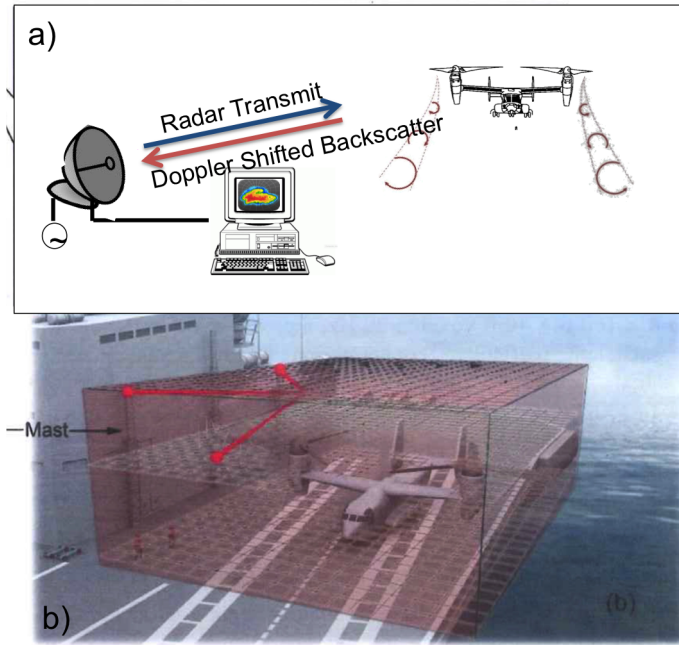 a)
Radar Transmit
Doppler Shifted Backscatter
~
Mast
b)
(b)